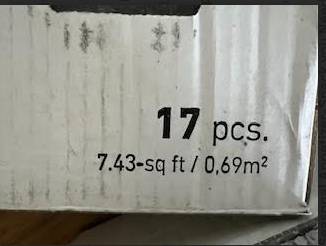 17 pcs.
7.43-sq ft / 0,69m²